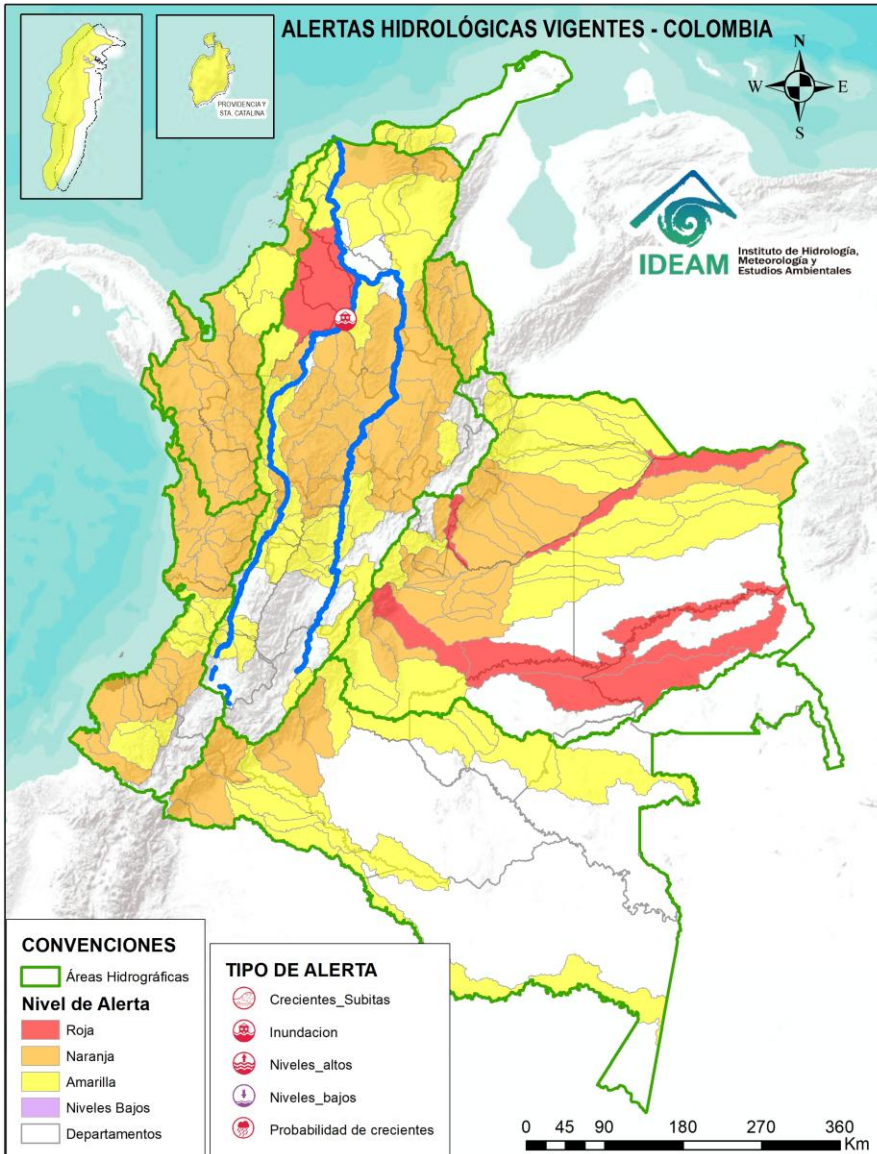 ALERTAS HIDROLÓGICAS VIGENTES - COLOMBIA
PROVIDENCIA Y
STA. CATALINA
N
W
E
S
IDEAM
Instituto de Hidrología,
Meteorología y
Estudios Ambientales
CONVENCIONES
Áreas Hidrográficas
Nivel de Alerta
Roja
Naranja
Amarilla
Niveles Bajos
Departamentos
TIPO DE ALERTA
Crecientes_Subitas
Inundacion
Niveles_altos
Niveles_bajos
Probabilidad de crecientes
0 45 90 180 270 360
Km